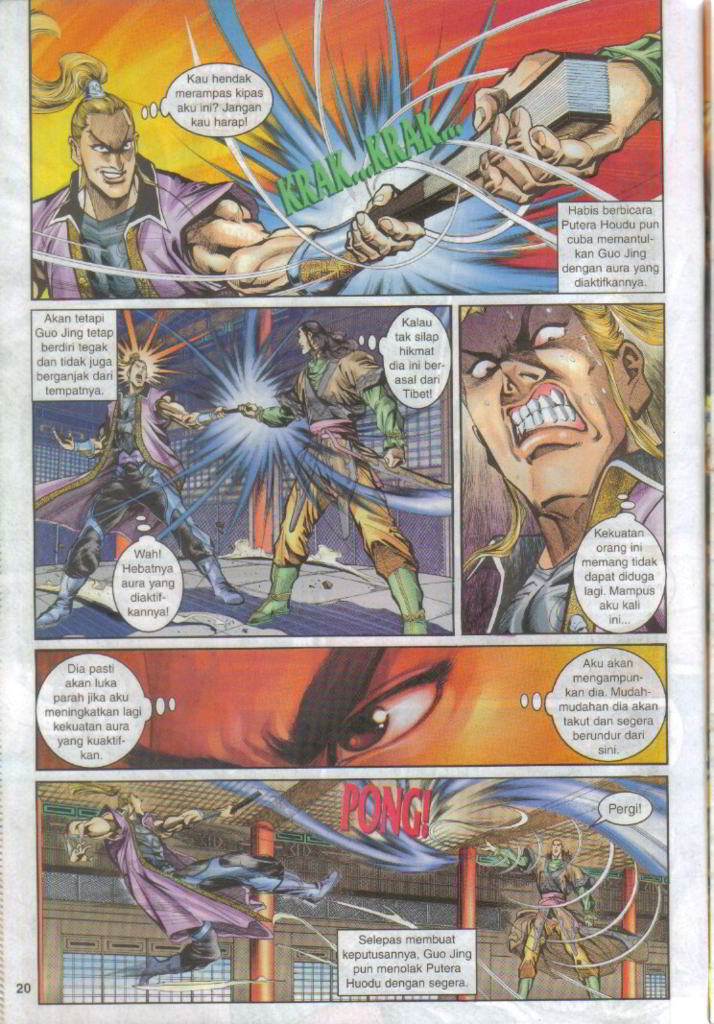 Kau hendak
merampas kipas
aku ini? Jangan
kau harap!
KRAK...KRAK...
Habis berbicara
Putera Houdu pun
cuba memantul-
kan Guo Jing
dengan aura yang
diaktifkannya.
Akan tetapi
Guo Jing tetap
berdiri tegak
dan tidak juga
berganjak dari
tempatnya.
Kalau
tak silap
hikmat
dia ini ber-
asal dari
Tibet!
Wah!
Hebatnya
aura yang
diaktif-
kannya!
Kekuatan
orang ini
memang tidak
dapat diduga
lagi. Mampus
aku kali
ini...
Dia pasti
akan luka
parah jika aku
meningkatkan lagi
kekuatan aura
yang kuaktif-
kan.
Aku akan
mengampun-
kan dia. Mudah-
mudahan dia akan
takut dan segera
berundur dari
sini.
PONG!
Pergi!
Selepas membuat
keputusannya, Guo Jing
pun menolak Putera
Huodu dengan segera.
20